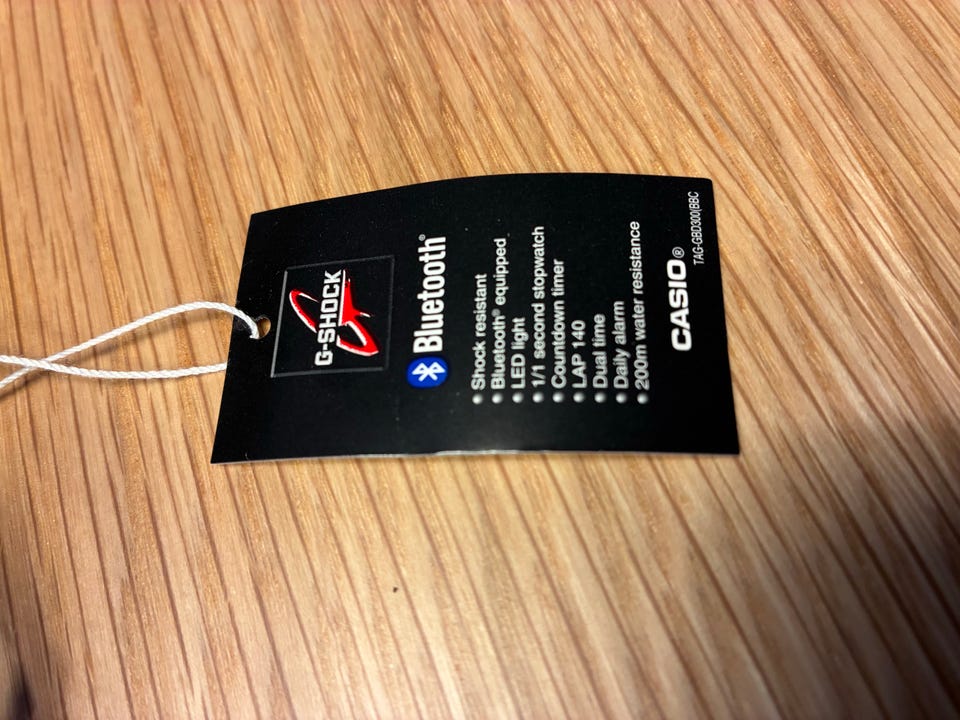 G-SHOCK
Bluetooth®
• Shock resistant
• Bluetooth® equipped
• LED light
• 1/1 second stopwatch
• Countdown timer
• LAP 140
• Dual time
• Daily alarm
• 200m water resistance
CASIO®
TAG-GBD300(BBC